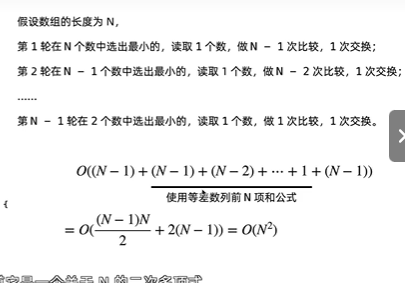 假设数组的长度为 N，
第 1 轮在 N 个数中选出最小的，读取 1 个数，做 N － 1 次比较，1 次交换；
第 2 轮在 N － 1 个数中选出最小的，读取 1 个数，做 N － 2 次比较，1 次交换；
......
第 N － 1 轮在 2 个数中选出最小的，读取 1 个数，做 1 次比较，1 次交换。
O((N − 1) + (N − 1) + (N − 2) + ⋯ + 1 + (N − 1))
使用等差数列前 N 项和公式
{
= O((N − 1)N / 2 + 2(N − 1)) = O(N²)